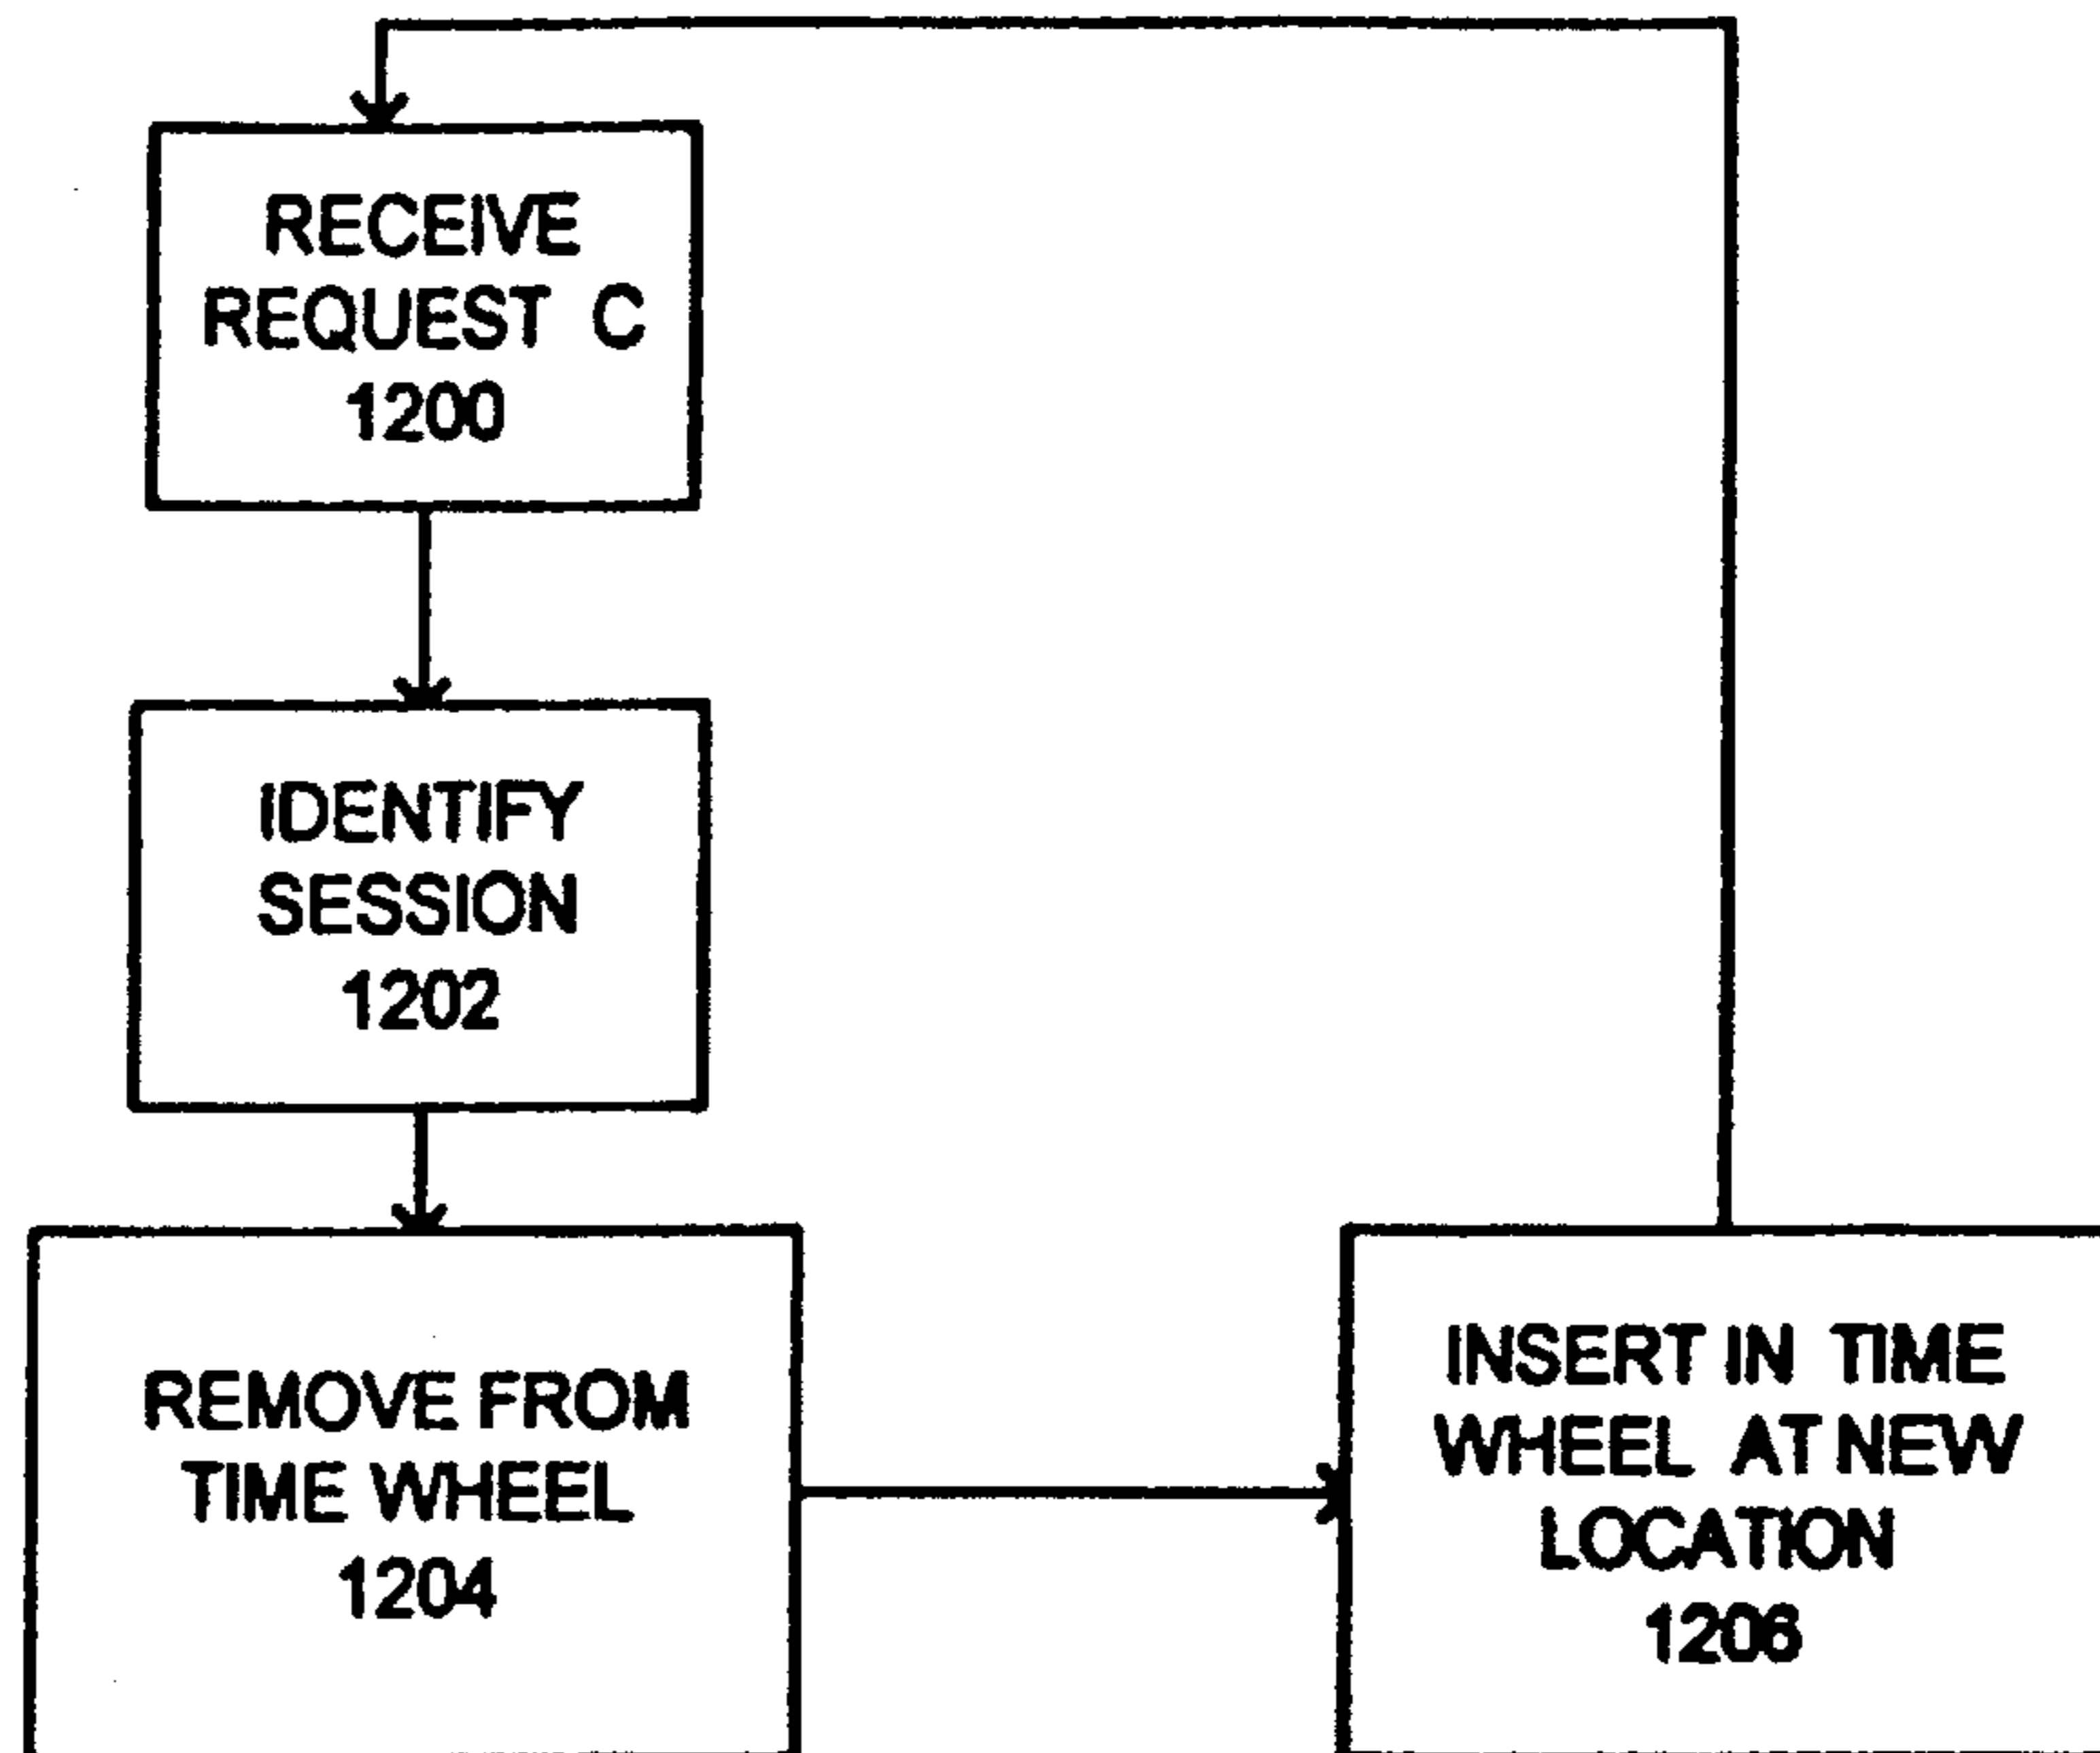 RECEIVE
REQUEST C
1200
IDENTIFY
SESSION
1202
REMOVE FROM
TIME WHEEL
1204
INSERT IN TIME
WHEEL AT NEW
LOCATION
1206